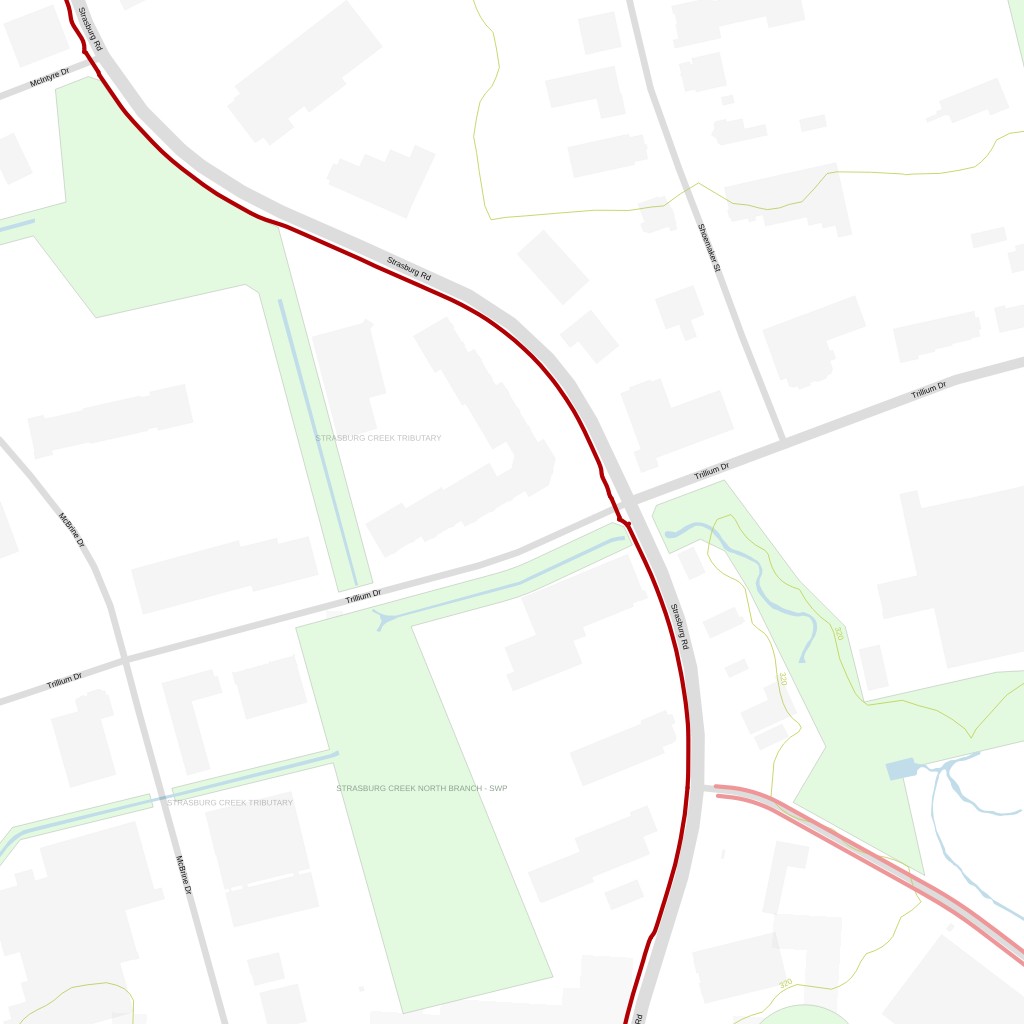 Strasburg Rd
McIntyre Dr
Shoemaker St
Strasburg Rd
Trillium Dr
STRASBURG CREEK TRIBUTARY
Trillium Dr
McBrine Dr
Trillium Dr
Strasburg Rd
320
320
Trillium Dr
STRASBURG CREEK NORTH BRANCH - SWP
STRASBURG CREEK TRIBUTARY
McBrine Dr
320
Rd